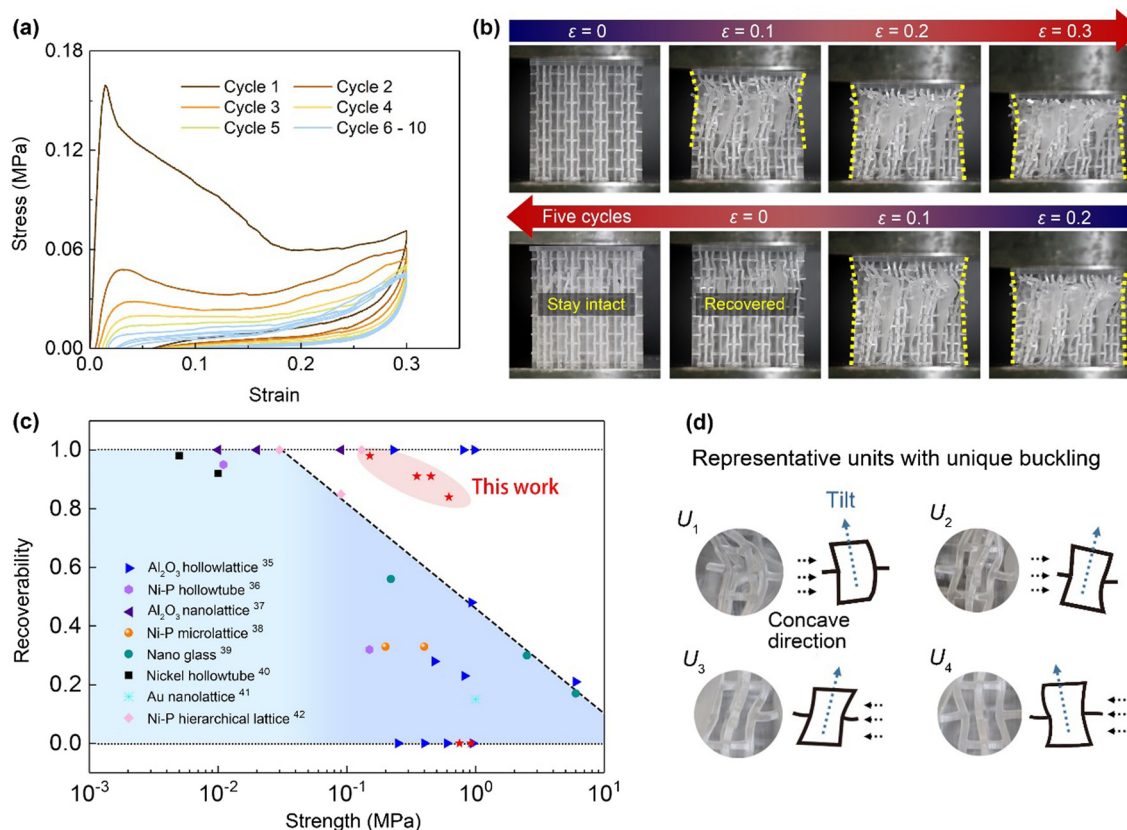 (a)
0.18
0.12
0.06
0.00
Stress (MPa)
Cycle 1
Cycle 2
Cycle 3
Cycle 4
Cycle 5
Cycle 6 - 10
0.0
0.1
0.2
0.3
Strain
(b)
ε = 0
ε = 0.1
ε = 0.2
ε = 0.3
Five cycles
ε = 0
ε = 0.1
ε = 0.2
Stay intact
Recovered
(c)
1.0
0.8
0.6
0.4
0.2
0.0
Recoverability
This work
Al₂O₃ hollowlattice ³⁵
Ni-P hollowtube ³⁶
Al₂O₃ nanolattice ³⁷
Ni-P microlattice ³⁸
Nano glass ³⁹
Nickel hollowtube ⁴⁰
Au nanolattice ⁴¹
Ni-P hierarchical lattice ⁴²
10⁻³
10⁻²
10⁻¹
10⁰
10¹
Strength (MPa)
(d)
Representative units with unique buckling
U₁
Tilt
U₂
Concave
direction
U₃
U₄